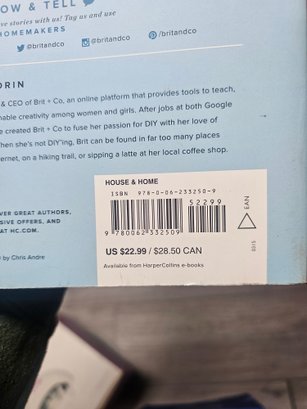 OW & TELL
e stories with us! Tag us and use
HOMEMAKERS
@britandco @britandco /britandco
ORIN
& CEO of Brit + Co, an online platform that provides tools to teach,
nable creativity among women and girls. After jobs at both Google
e created Brit + Co to fuse her passion for DIY with her love of
hen she's not DIY'ing, Brit can be found in far too many places
ernet, on a hiking trail, or sipping a latte at her local coffee shop.
HOUSE & HOME
ISBN 978-0-06-233250-9
52299
EAN
9 780062 332509
0315
US $22.99 / $28.50 CAN
Available from HarperCollins e-books
VER GREAT AUTHORS,
SIVE OFFERS, AND
AT HC.COM.
by Chris Andre